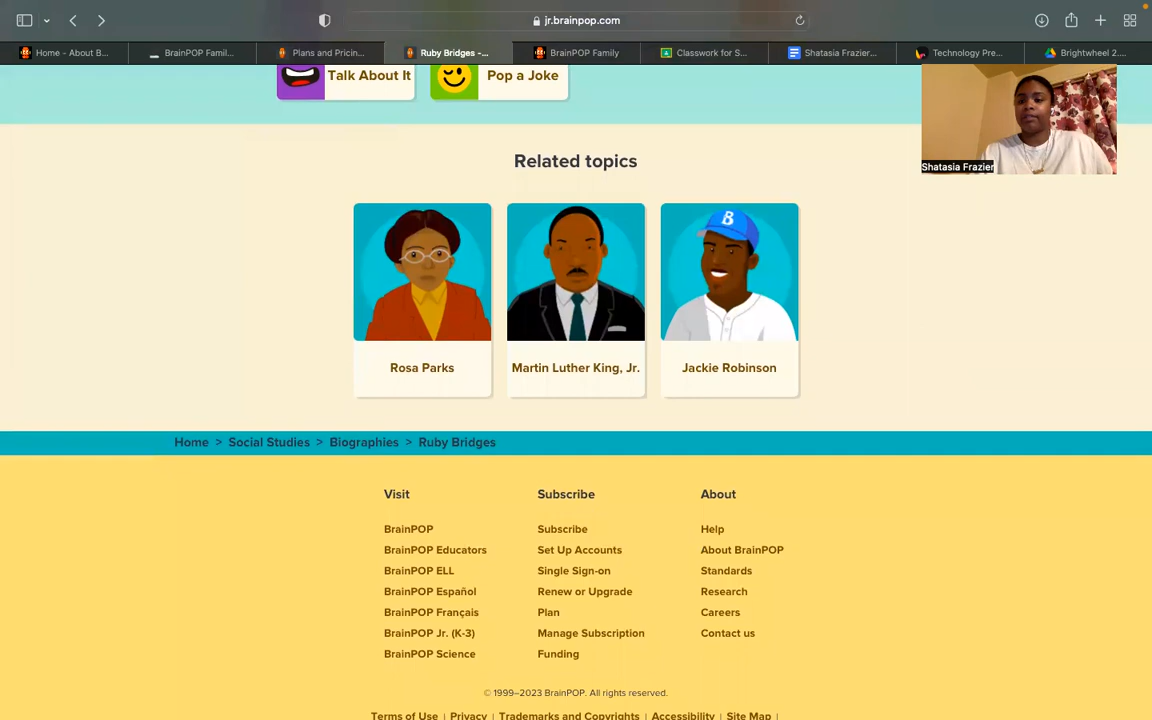 jr.brainpop.com
Home - About B...
BrainPOP Famil...
Plans and Pricin...
Ruby Bridges -...
BrainPOP Family
Classwork for S...
Shatasia Frazier...
Technology Pre...
Brightwheel 2....
Talk About It
Pop a Joke
Shatasia Frazier
Related topics
B
Rosa Parks
Martin Luther King, Jr.
Jackie Robinson
Home > Social Studies > Biographies > Ruby Bridges
Visit
BrainPOP
BrainPOP Educators
BrainPOP ELL
BrainPOP Español
BrainPOP Français
BrainPOP Jr. (K-3)
BrainPOP Science
Subscribe
Subscribe
Set Up Accounts
Single Sign-on
Renew or Upgrade
Plan
Manage Subscription
Funding
About
Help
About BrainPOP
Standards
Research
Careers
Contact us
© 1999–2023 BrainPOP. All rights reserved.
Terms of Use | Privacy | Trademarks and Copyrights | Accessibility | Site Map |